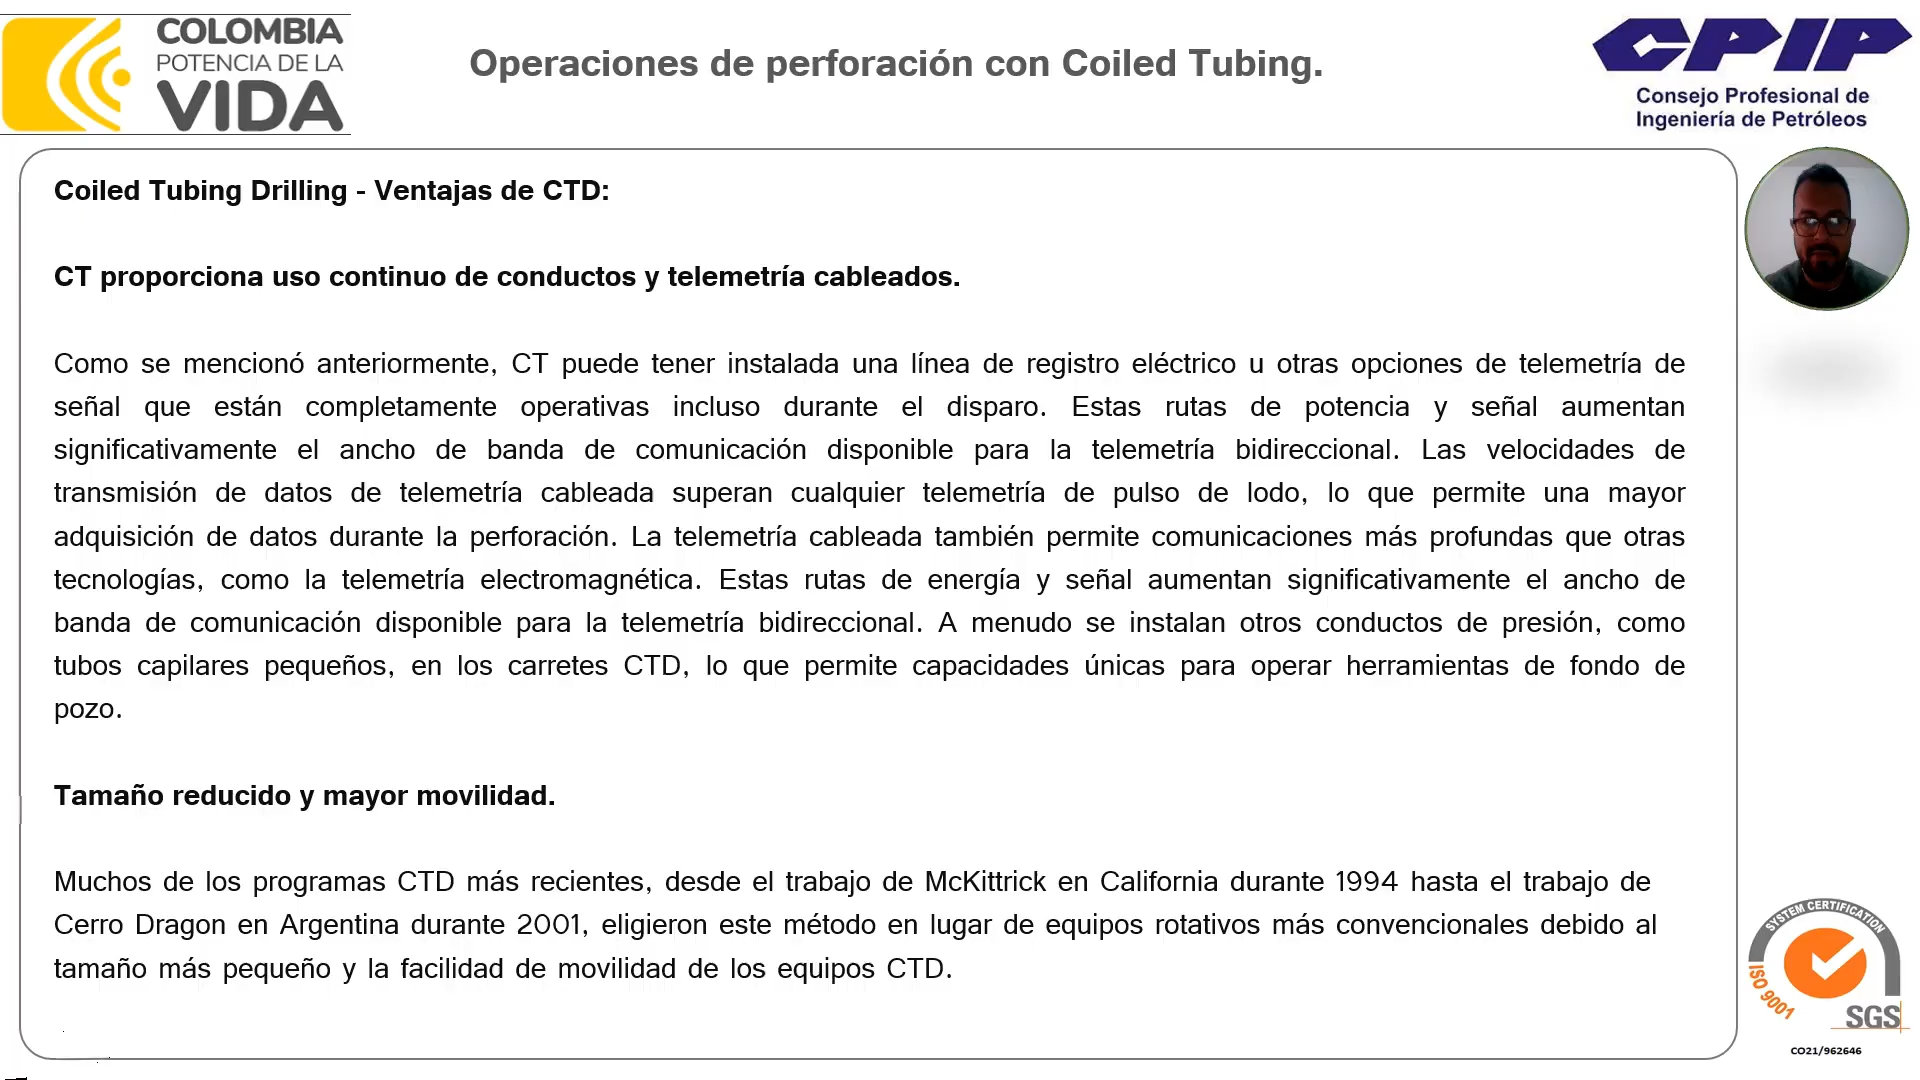 COLOMBIA
POTENCIA DE LA
VIDA
Operaciones de perforación con Coiled Tubing.
CPIP
Consejo Profesional de
Ingeniería de Petróleos
Coiled Tubing Drilling - Ventajas de CTD:
CT proporciona uso continuo de conductos y telemetría cableados.
Como se mencionó anteriormente, CT puede tener instalada una línea de registro eléctrico u otras opciones de telemetría de
señal que están completamente operativas incluso durante el disparo. Estas rutas de potencia y señal aumentan
significativamente el ancho de banda de comunicación disponible para la telemetría bidireccional. Las velocidades de
transmisión de datos de telemetría cableada superan cualquier telemetría de pulso de lodo, lo que permite una mayor
adquisición de datos durante la perforación. La telemetría cableada también permite comunicaciones más profundas que otras
tecnologías, como la telemetría electromagnética. Estas rutas de energía y señal aumentan significativamente el ancho de
banda de comunicación disponible para la telemetría bidireccional. A menudo se instalan otros conductos de presión, como
tubos capilares pequeños, en los carretes CTD, lo que permite capacidades únicas para operar herramientas de fondo de
pozo.
Tamaño reducido y mayor movilidad.
Muchos de los programas CTD más recientes, desde el trabajo de McKittrick en California durante 1994 hasta el trabajo de
Cerro Dragon en Argentina durante 2001, eligieron este método en lugar de equipos rotativos más convencionales debido al
tamaño más pequeño y la facilidad de movilidad de los equipos CTD.
SYSTEM CERTIFICATION
ISO 9001
SGS
CO21/962646